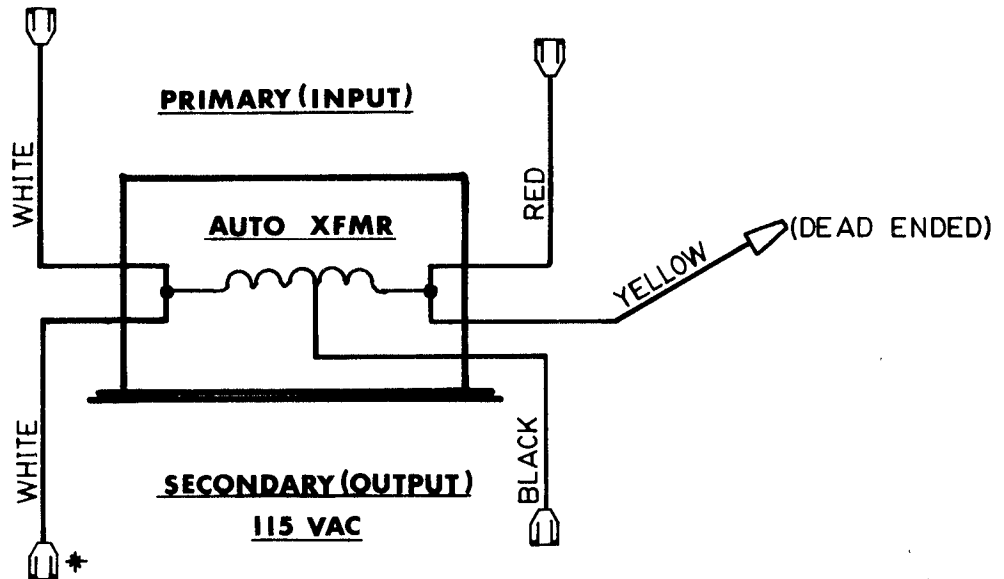 PRIMARY (INPUT)
WHITE
RED
AUTO XFMR
(DEAD ENDED)
YELLOW
WHITE
BLACK
SECONDARY (OUTPUT)
115 VAC
*